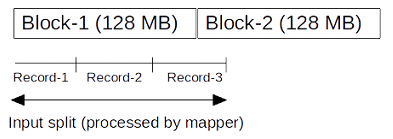 Block-1 (128 MB) Block-2 (128 MB)
Record-1 Record-2 Record-3
Input split (processed by mapper)